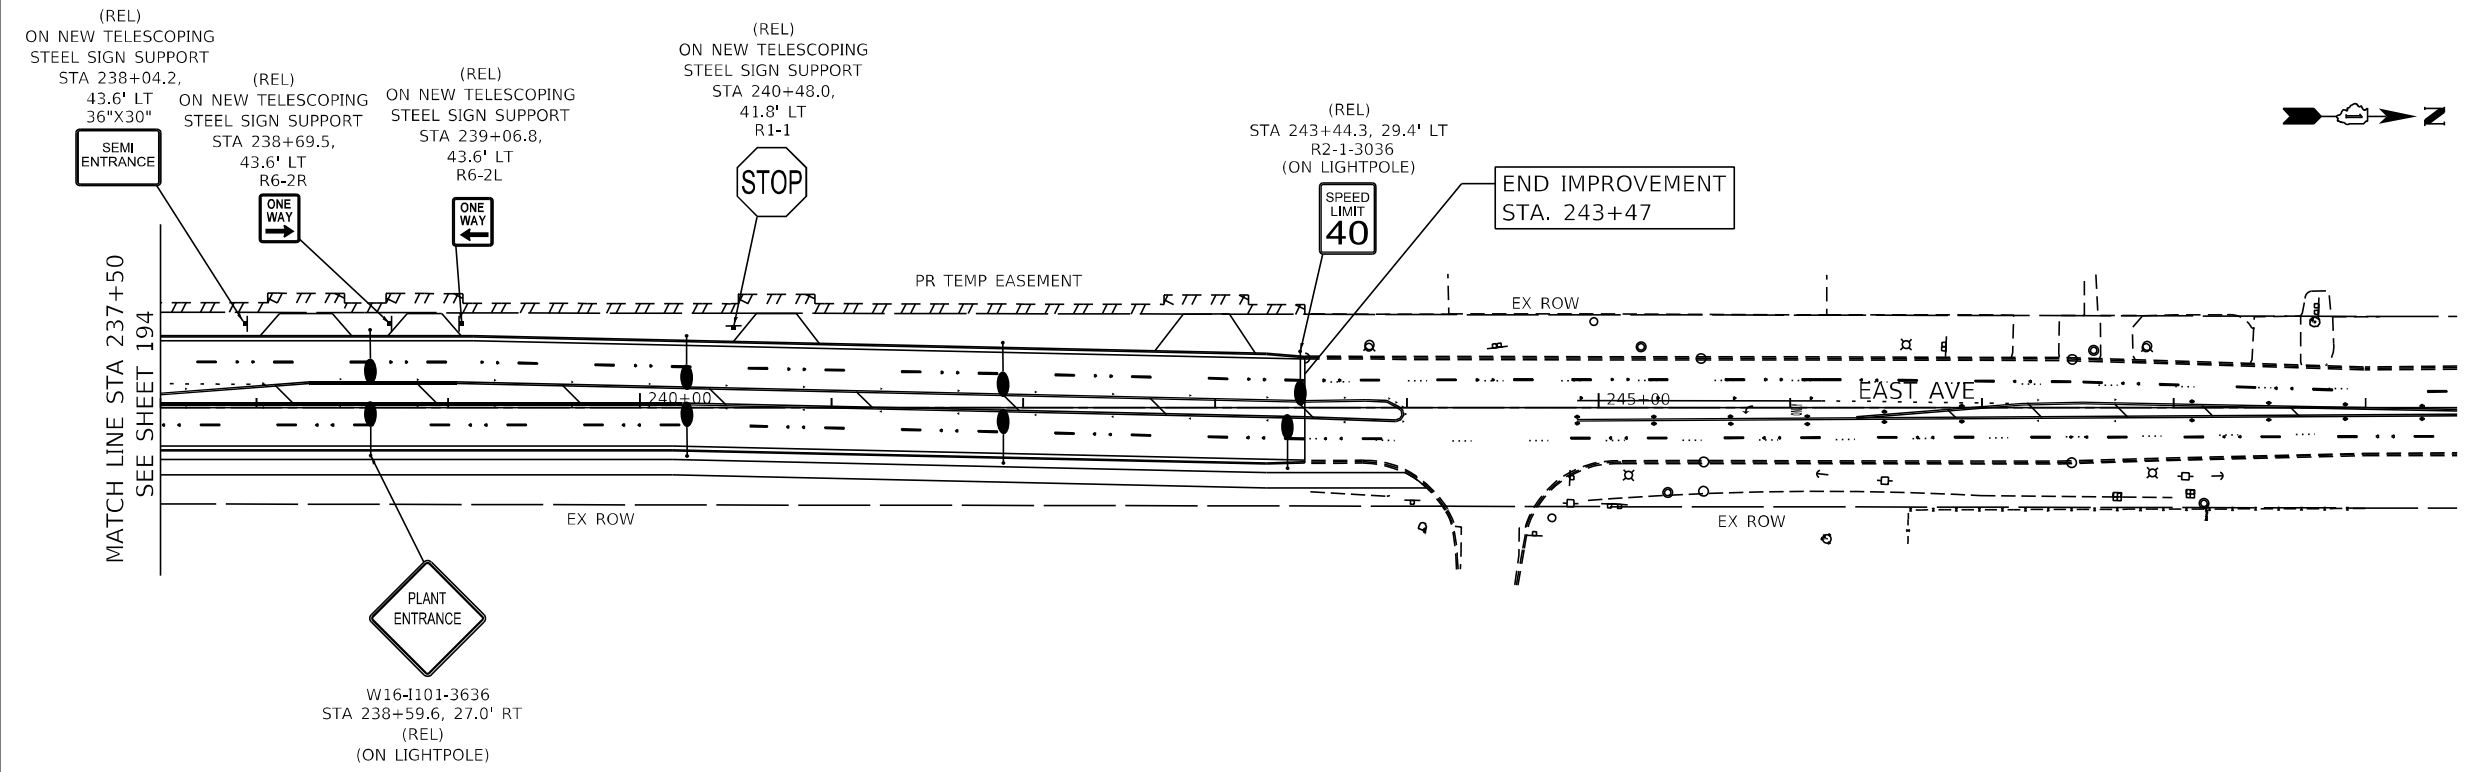 (REL)
ON NEW TELESCOPING
STEEL SIGN SUPPORT
STA 238+04.2,
43.6' LT
36"X30"
SEMI
ENTRANCE
(REL)
ON NEW TELESCOPING
STEEL SIGN SUPPORT
STA 238+69.5,
43.6' LT
R6-2R
ONE
WAY
(REL)
ON NEW TELESCOPING
STEEL SIGN SUPPORT
STA 239+06.8,
43.6' LT
R6-2L
ONE
WAY
(REL)
ON NEW TELESCOPING
STEEL SIGN SUPPORT
STA 240+48.0,
41.8' LT
R1-1
STOP
(REL)
STA 243+44.3, 29.4' LT
R2-1-3036
(ON LIGHTPOLE)
SPEED
LIMIT
40
END IMPROVEMENT
STA. 243+47
N
MATCH LINE STA 237+50
SEE SHEET 194
PR TEMP EASEMENT
EX ROW
240+00
245+00
EAST AVE
EX ROW
EX ROW
PLANT
ENTRANCE
W16-I101-3636
STA 238+59.6, 27.0' RT
(REL)
(ON LIGHTPOLE)